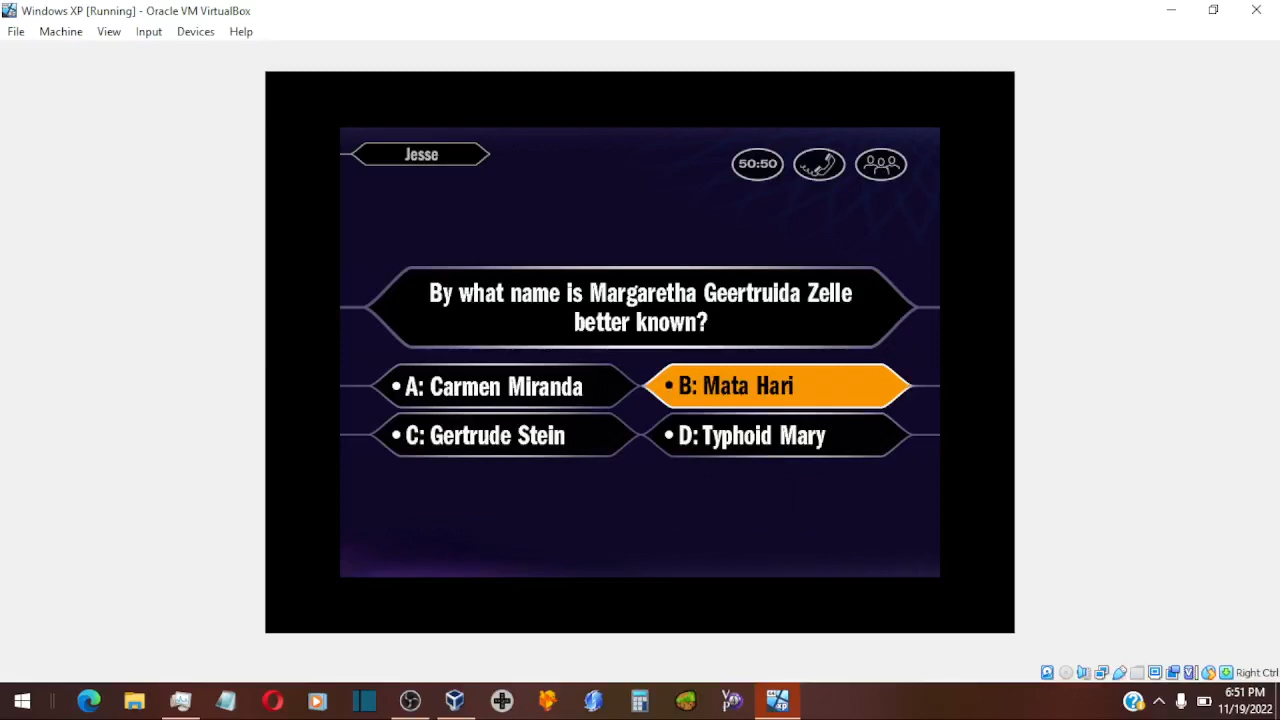 Windows XP [Running] - Oracle VM VirtualBox
File Machine View Input Devices Help
Jesse
50:50
By what name is Margaretha Geertruida Zelle
better known?
• A: Carmen Miranda
• B: Mata Hari
• C: Gertrude Stein
• D: Typhoid Mary
Right Ctrl
6:51 PM
11/19/2022